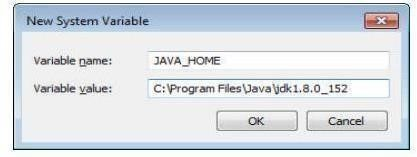 New System Variable
Variable name: JAVA_HOME
Variable value: C:\Program Files\Java\jdk1.8.0_152
OK Cancel